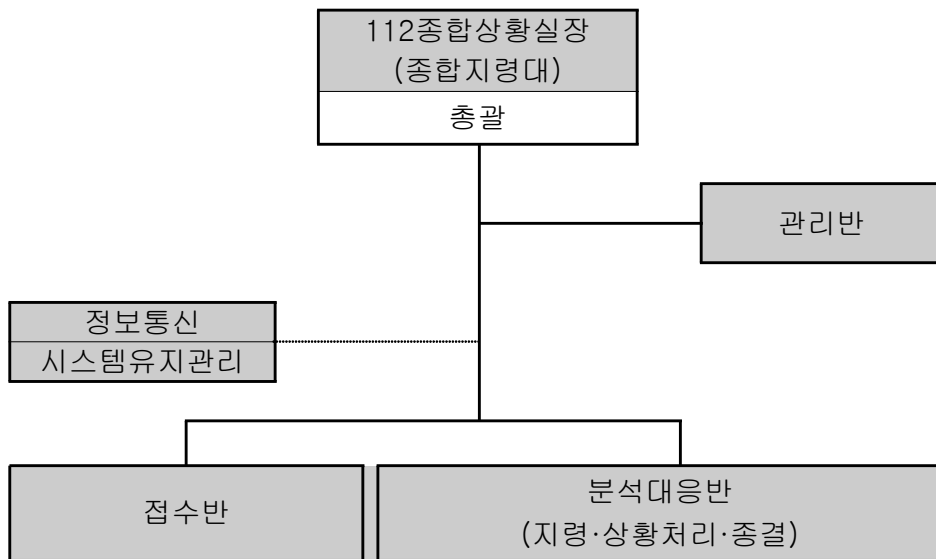 112종합상황실장
(종합지령대)
총괄
관리반
정보통신
시스템유지관리
접수반
분석대응반
(지령·상황처리·종결)